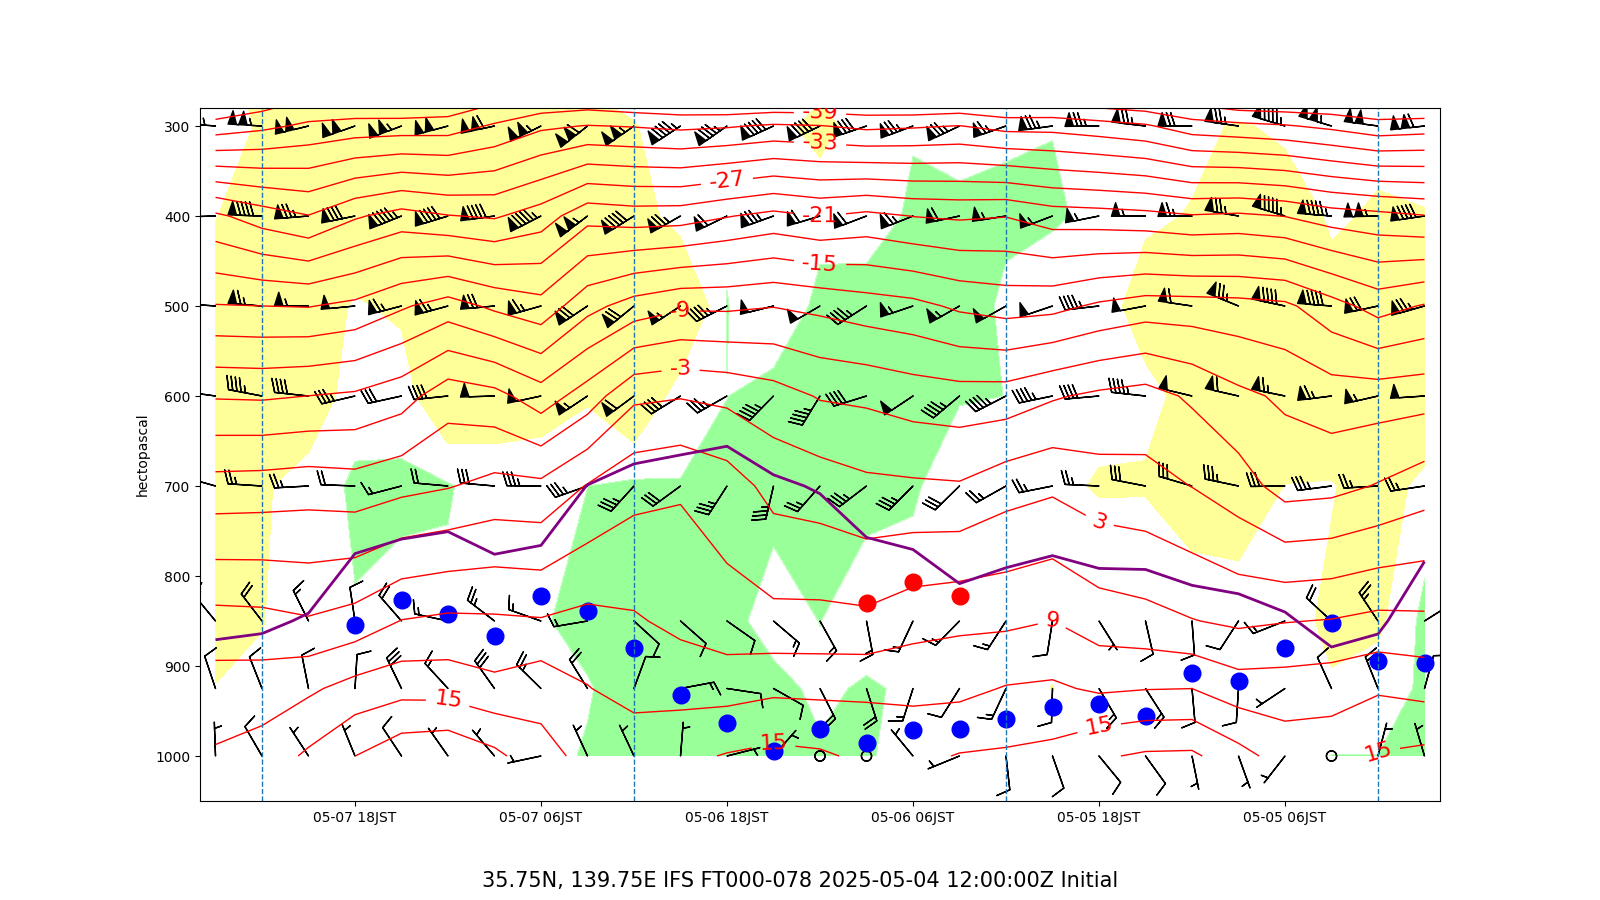 -39
300
-33
-27
400
-21
-15
500
-9
-3
600
hectopascal
700
3
800
9
900
15
15
15
15
1000
05-07 18JST
05-07 06JST
05-06 18JST
05-06 06JST
05-05 18JST
05-05 06JST
35.75N, 139.75E IFS FT000-078 2025-05-04 12:00:00Z Initial